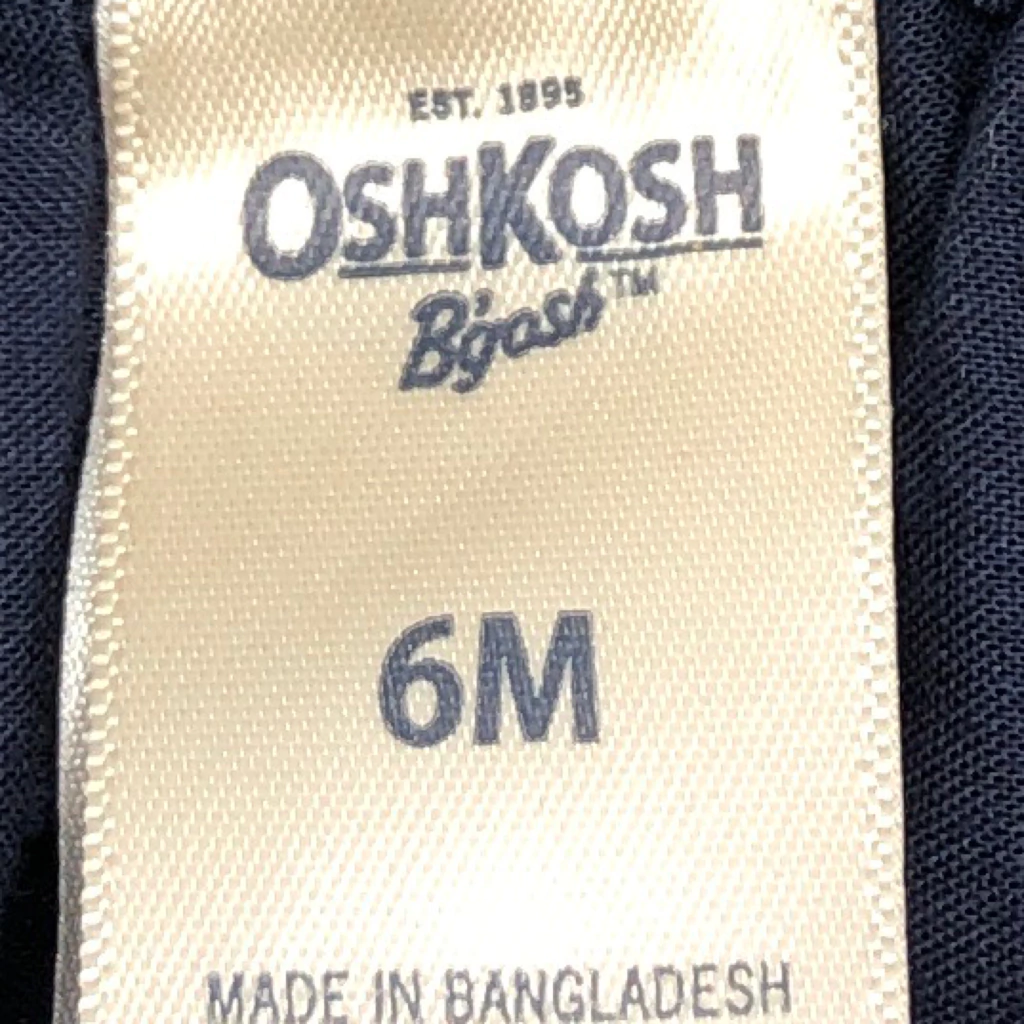 EST. 1895
OSHKOSH
B'gosh™
6M
MADE IN BANGLADESH